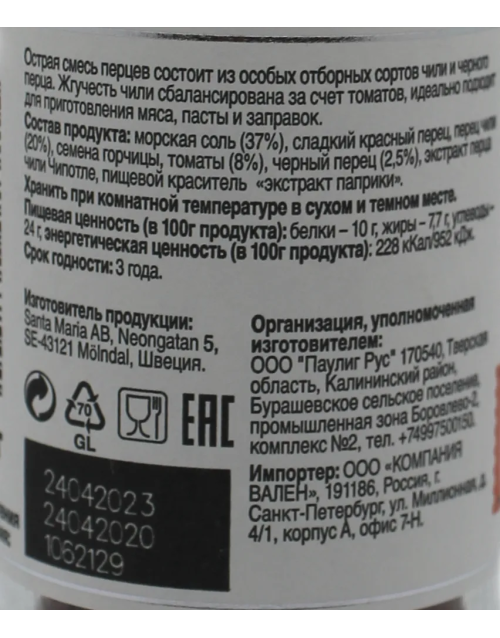 Острая смесь перцев состоит из особых отборных сортов чили и черного
перца. Жгучесть чили сбалансирована за счет томатов, идеально подходит
для приготовления мяса, пасты и заправок.
Состав продукта: морская соль (37%), сладкий красный перец, перец чили
(20%), семена горчицы, томаты (8%), черный перец (2,5%), экстракт перца
чили Чипотле, пищевой краситель «экстракт паприки».
Хранить при комнатной температуре в сухом и темном месте.
Пищевая ценность (в 100г продукта): белки – 10 г, жиры – 7,7 г, углеводы –
24 г, энергетическая ценность (в 100г продукта): 228 кКал/952 кДж.
Срок годности: 3 года.
Изготовитель продукции:
Santa Maria AB, Neongatan 5,
SE-43121 Mölndal, Швеция.
Организация, уполномоченная
изготовителем:
ООО "Паулиг Рус" 170540, Тверская
область, Калининский район,
Бурашевское сельское поселение,
промышленная зона Боровлево-2,
комплекс №2, тел. +74997500150.
Импортер: ООО «КОМПАНИЯ
ВАЛЕН», 191186, Россия, г.
Санкт-Петербург, ул. Миллионная, д.
4/1, корпус А, офис 7-Н.
70
GL
EAC
24042023
24042020
1062129